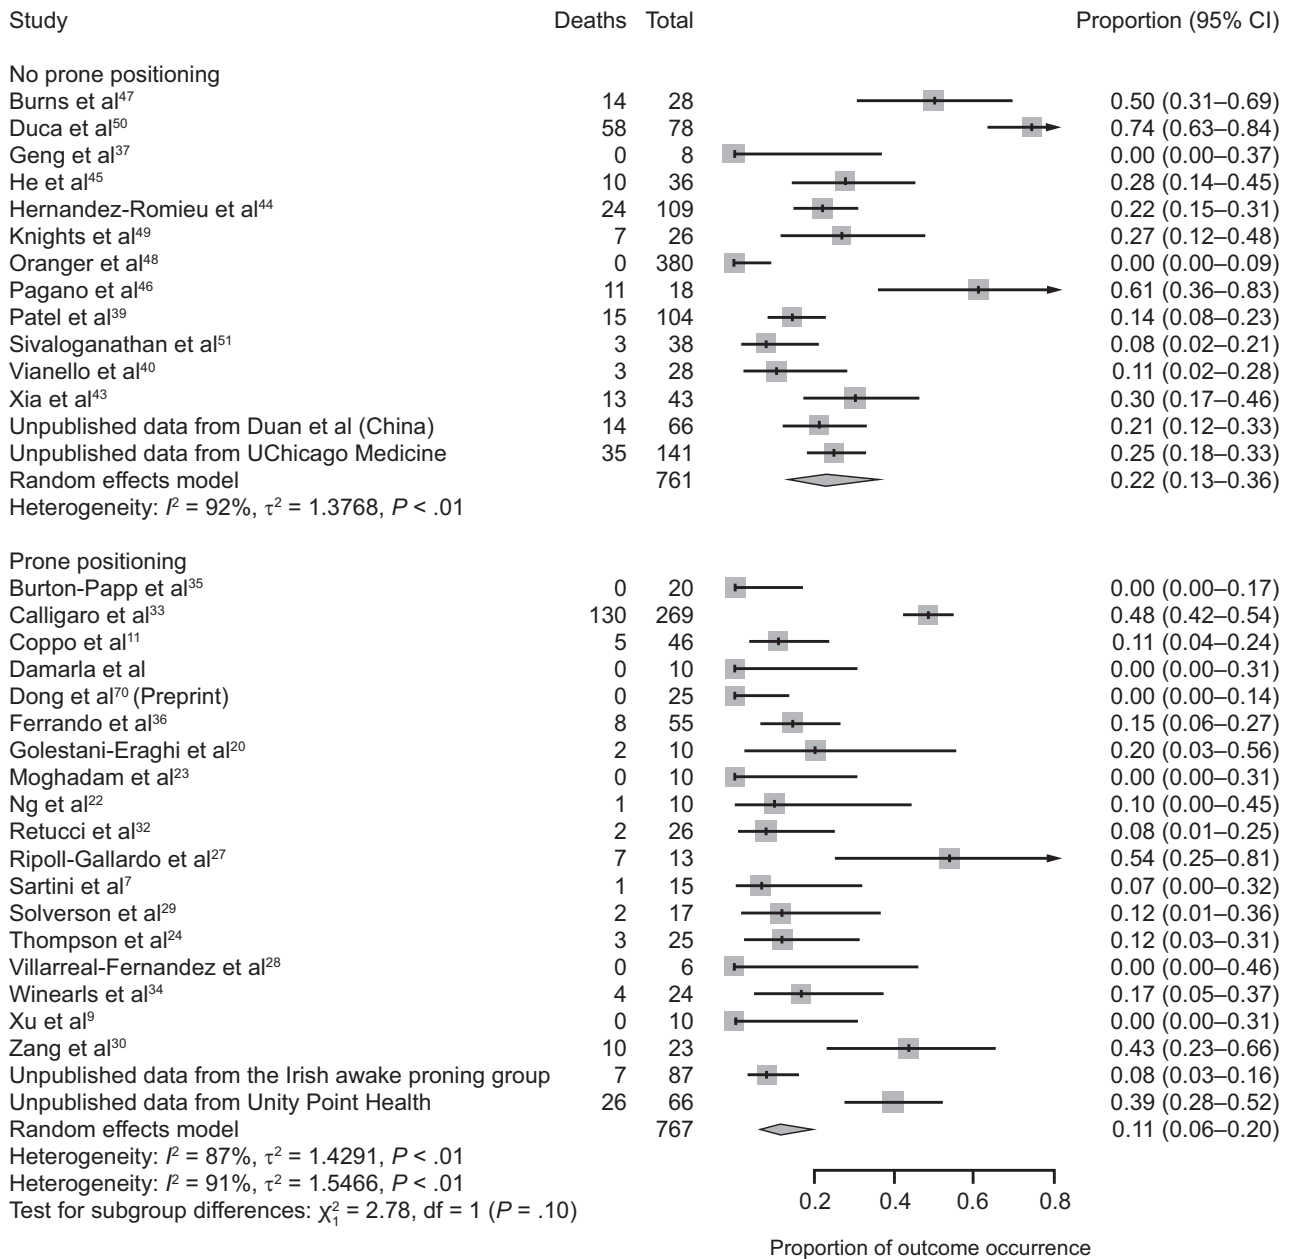 Study Deaths Total Proportion (95% CI)
No prone positioning
Burns et al47 14 28 0.50 (0.31–0.69)
Duca et al50 58 78 0.74 (0.63–0.84)
Geng et al37 0 8 0.00 (0.00–0.37)
He et al45 10 36 0.28 (0.14–0.45)
Hernandez-Romieu et al44 24 109 0.22 (0.15–0.31)
Knights et al49 7 26 0.27 (0.12–0.48)
Oranger et al48 0 380 0.00 (0.00–0.09)
Pagano et al46 11 18 0.61 (0.36–0.83)
Patel et al39 15 104 0.14 (0.08–0.23)
Sivaloganathan et al51 3 38 0.08 (0.02–0.21)
Vianello et al40 3 28 0.11 (0.02–0.28)
Xia et al43 13 43 0.30 (0.17–0.46)
Unpublished data from Duan et al (China) 14 66 0.21 (0.12–0.33)
Unpublished data from UChicago Medicine 35 141 0.25 (0.18–0.33)
Random effects model 761 0.22 (0.13–0.36)
Heterogeneity: I² = 92%, τ² = 1.3768, P < .01
Prone positioning
Burton-Papp et al35 0 20 0.00 (0.00–0.17)
Calligaro et al33 130 269 0.48 (0.42–0.54)
Coppo et al11 5 46 0.11 (0.04–0.24)
Damarla et al 0 10 0.00 (0.00–0.31)
Dong et al70 (Preprint) 0 25 0.00 (0.00–0.14)
Ferrando et al36 8 55 0.15 (0.06–0.27)
Golestani-Eraghi et al20 2 10 0.20 (0.03–0.56)
Moghadam et al23 0 10 0.00 (0.00–0.31)
Ng et al22 1 10 0.10 (0.00–0.45)
Retucci et al32 2 26 0.08 (0.01–0.25)
Ripoll-Gallardo et al27 7 13 0.54 (0.25–0.81)
Sartini et al7 1 15 0.07 (0.00–0.32)
Solverson et al29 2 17 0.12 (0.01–0.36)
Thompson et al24 3 25 0.12 (0.03–0.31)
Villarreal-Fernandez et al28 0 6 0.00 (0.00–0.46)
Winearls et al34 4 24 0.17 (0.05–0.37)
Xu et al9 0 10 0.00 (0.00–0.31)
Zang et al30 10 23 0.43 (0.23–0.66)
Unpublished data from the Irish awake proning group 7 87 0.08 (0.03–0.16)
Unpublished data from Unity Point Health 26 66 0.39 (0.28–0.52)
Random effects model 767 0.11 (0.06–0.20)
Heterogeneity: I² = 87%, τ² = 1.4291, P < .01
Heterogeneity: I² = 91%, τ² = 1.5466, P < .01
Test for subgroup differences: χ²₁ = 2.78, df = 1 (P = .10)
0.2 0.4 0.6 0.8
Proportion of outcome occurrence